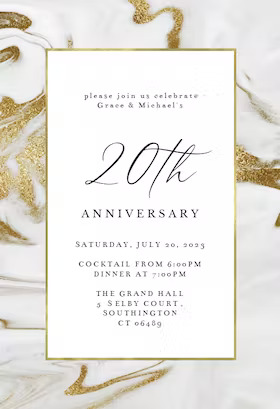 please join us celebrate
Grace & Michael's
20th
ANNIVERSARY
SATURDAY, JULY 20, 2023
COCKTAIL FROM 6:00PM
DINNER AT 7:00PM
THE GRAND HALL
5 SELBY COURT,
SOUTHINGTON
CT 06489